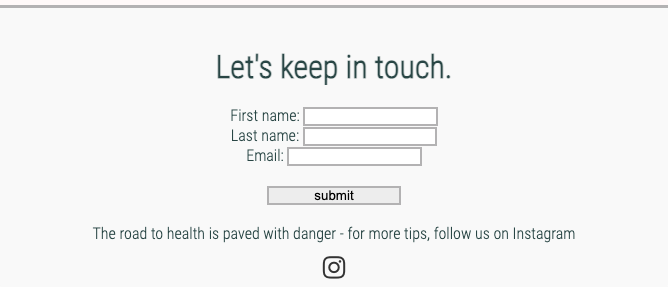 Let's keep in touch.
First name:
Last name:
Email:
submit
The road to health is paved with danger - for more tips, follow us on Instagram